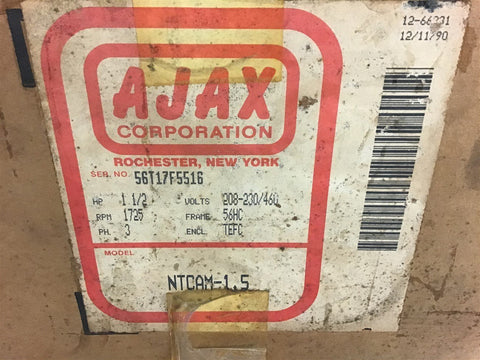 12-66231
12/11/90
AJAX
CORPORATION
ROCHESTER, NEW YORK
SER. NO. 56T17F5516
HP 1 1/2 VOLTS 208-230/460
RPM 1725 FRAME 56HC
PH. 3 ENCL. TEFC
MODEL
NTCAM-1.5